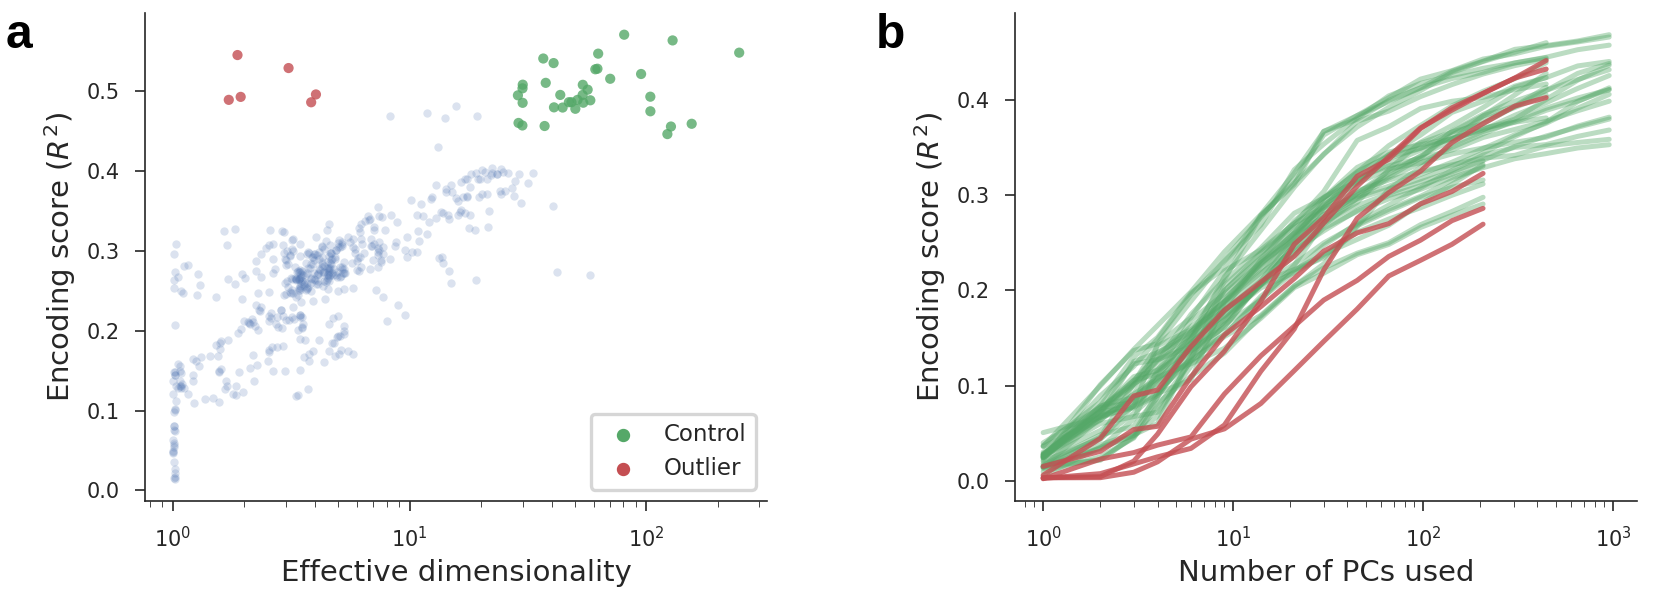 a
Encoding score (R²)
0.5
0.4
0.3
0.2
0.1
0.0
Control
Outlier
10⁰
10¹
10²
Effective dimensionality
b
Encoding score (R²)
0.4
0.3
0.2
0.1
0.0
10⁰
10¹
10²
10³
Number of PCs used